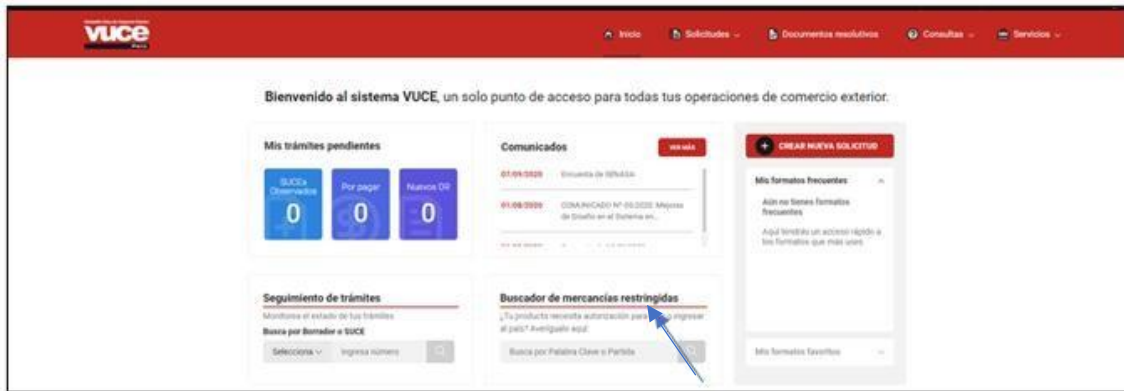 vuce
Perú
Inicio
Solicitudes
Documentos resolutivos
Consultas
Servicios
Bienvenido al sistema VUCE, un solo punto de acceso para todas tus operaciones de comercio exterior.
Mis trámites pendientes
SUCEs Observados
0
Por pagar
0
Nuevos DR
0
Comunicados
VER MÁS
01/09/2020 Encuesta de SENASA
01/08/2020 COMUNICADO Nº 05-2020: Mejoras
de Diseño en el Sistema en...
CREAR NUEVA SOLICITUD
Mis formatos frecuentes
Aún no tienes formatos
frecuentes
Aquí tendrás un acceso rápido a
los formatos que más uses
Mis formatos favoritos
Seguimiento de trámites
Monitorea el estado de tus trámites
Busca por Borrador o SUCE
Selecciona
Ingresa número
Buscador de mercancías restringidas
¿Tu producto necesita autorización para ingresar
al país? Averígualo aquí:
Busca por Palabra Clave o Partida